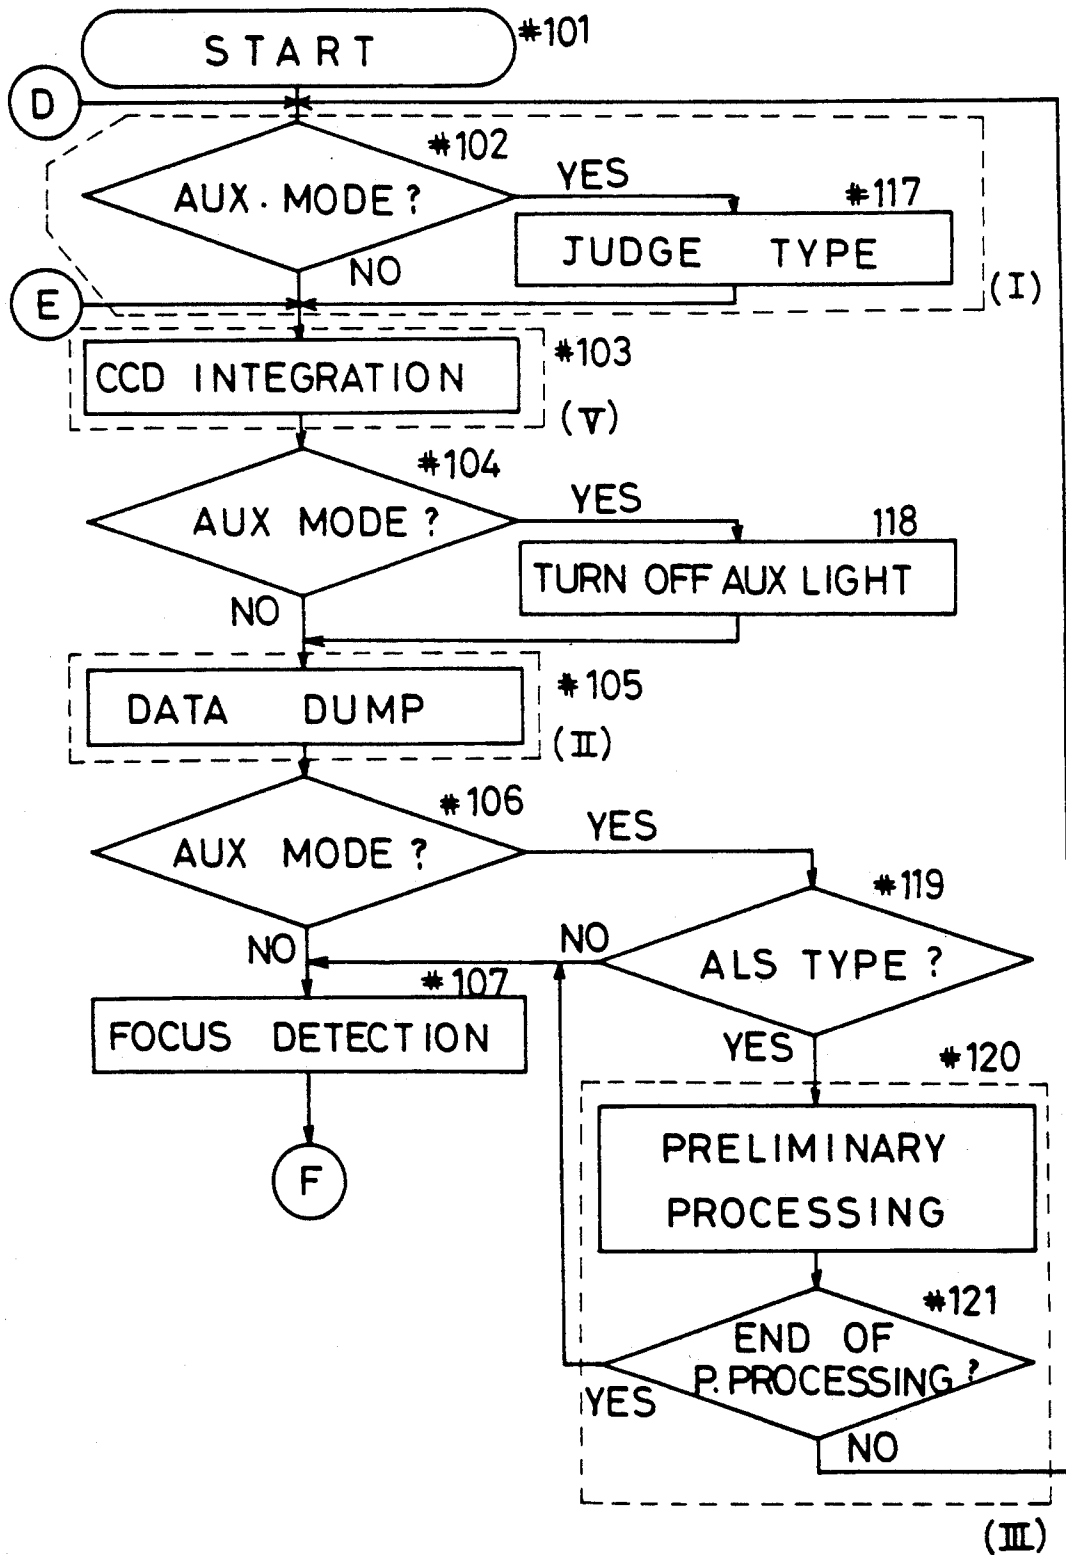 START
#101
D
#102
AUX. MODE?
YES
#117
JUDGE TYPE
NO
(I)
E
#103
CCD INTEGRATION
(V)
#104
AUX MODE?
YES
118
TURN OFF AUX LIGHT
NO
#105
DATA DUMP
(II)
#106
AUX MODE?
YES
#119
NO
NO
ALS TYPE?
#107
FOCUS DETECTION
YES
#120
PRELIMINARY
PROCESSING
F
#121
END OF
P. PROCESSING?
YES
NO
(III)